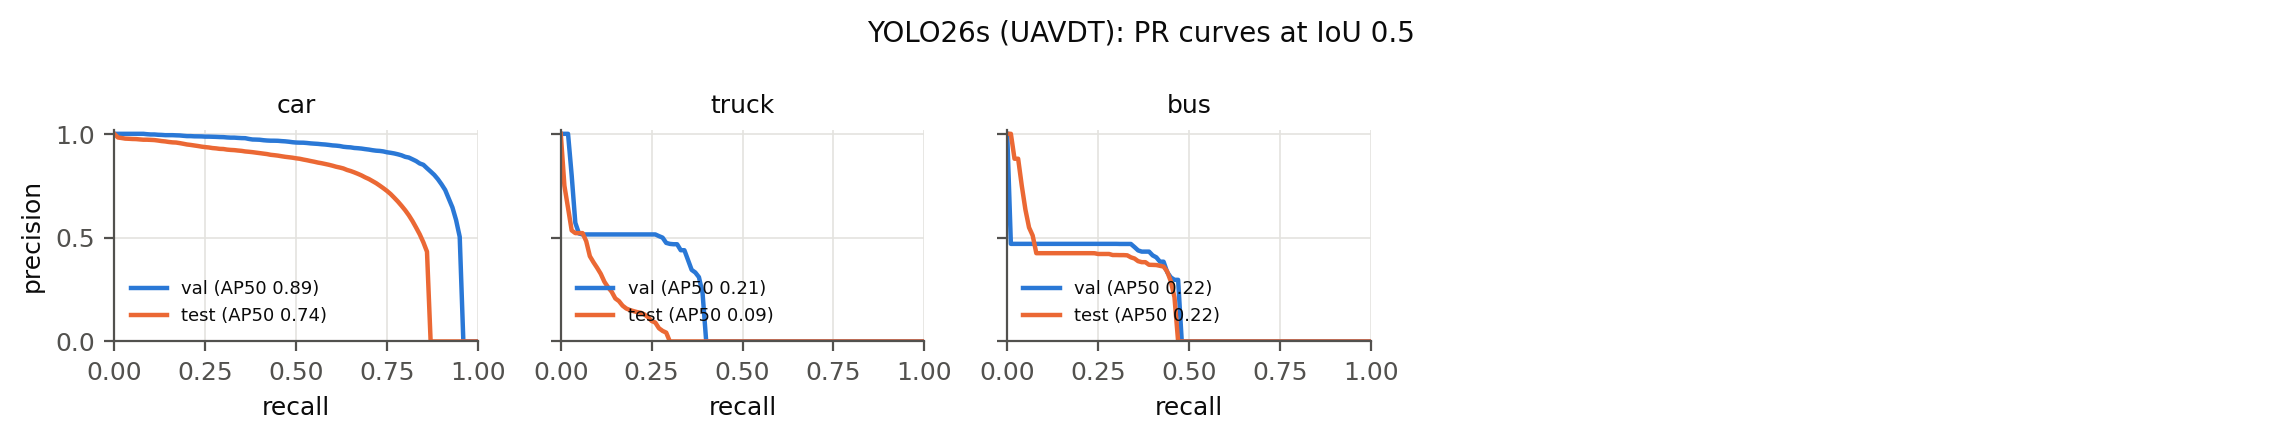 YOLO26s (UAVDT): PR curves at IoU 0.5
car
truck
bus
precision
1.0
0.5
0.0
val (AP50 0.89)
test (AP50 0.74)
val (AP50 0.21)
test (AP50 0.09)
val (AP50 0.22)
test (AP50 0.22)
0.00 0.25 0.50 0.75 1.00
0.00 0.25 0.50 0.75 1.00
0.00 0.25 0.50 0.75 1.00
recall
recall
recall